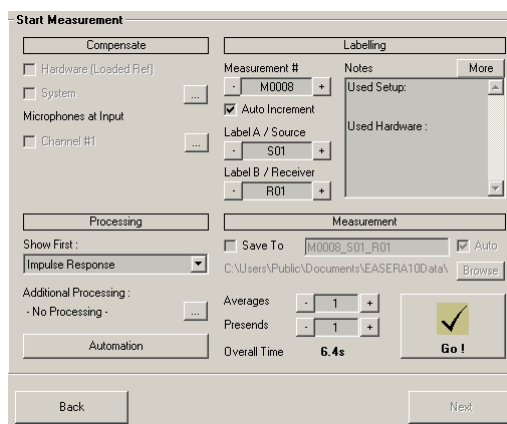 Start Measurement
Compensate
Hardware (Loaded Ref)
System
...
Microphones at Input
Channel #1
...
Labelling
Measurement #
- M0008 +
Auto Increment
Label A / Source
- S01 +
Label B / Receiver
- R01 +
Notes
More
Used Setup:
Used Hardware :
Processing
Show First :
Impulse Response
Additional Processing :
- No Processing -
...
Automation
Measurement
Save To
M0008_S01_R01
Auto
C:\Users\Public\Documents\EASERA10Data\
Browse
Averages - 1 +
Presends - 1 +
Overall Time 6.4s
Go !
Back
Next